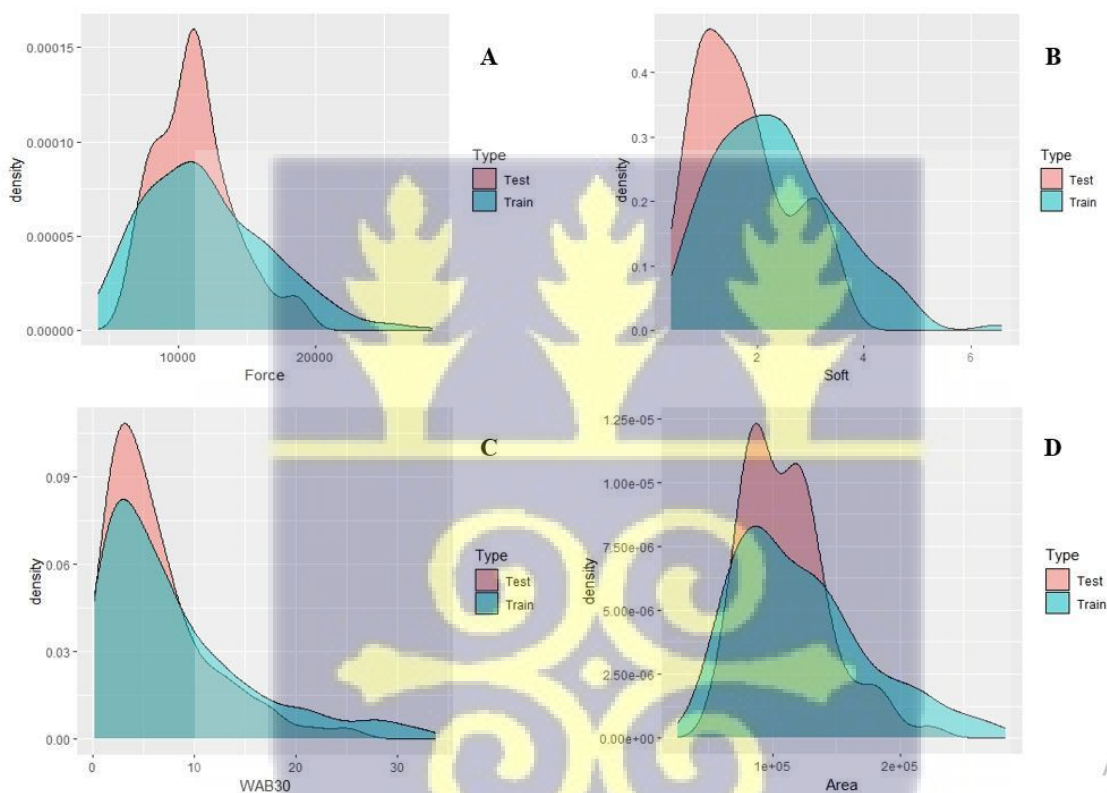 A
0.00015
0.00010
0.00005
0.00000
density
10000 20000
Force
Type
Test
Train
B
0.4
0.3
0.2
0.1
0.0
density
2 4 6
Soft
Type
Test
Train
C
0.09
0.06
0.03
0.00
density
0 10 20 30
WAB30
Type
Test
Train
D
1.25e-05
1.00e-05
7.50e-06
5.00e-06
2.50e-06
0.00e+00
density
1e+05 2e+05
Area
Type
Test
Train